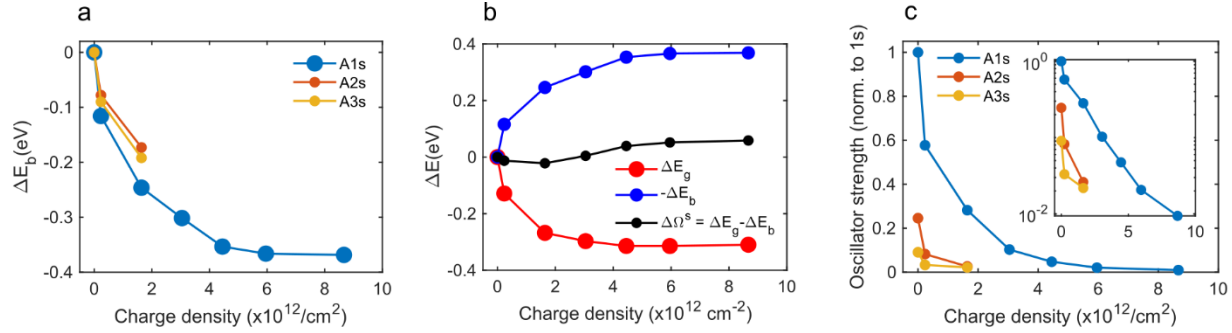 a
0
-0.1
-0.2
-0.3
-0.4
ΔE_b(eV)
A1s
A2s
A3s
0 2 4 6 8 10
Charge density (x10^12/cm^2)
b
0.4
0.2
0
-0.2
-0.4
ΔE(eV)
ΔE_g
-ΔE_b
ΔΩ^s = ΔE_g-ΔE_b
0 2 4 6 8 10
Charge density (x10^12 cm^-2)
c
1
0.8
0.6
0.4
0.2
0
Oscillator strength (norm. to 1s)
A1s
A2s
A3s
10^0
10^-2
0 5 10
0 2 4 6 8 10
Charge density (x10^12/cm^2)